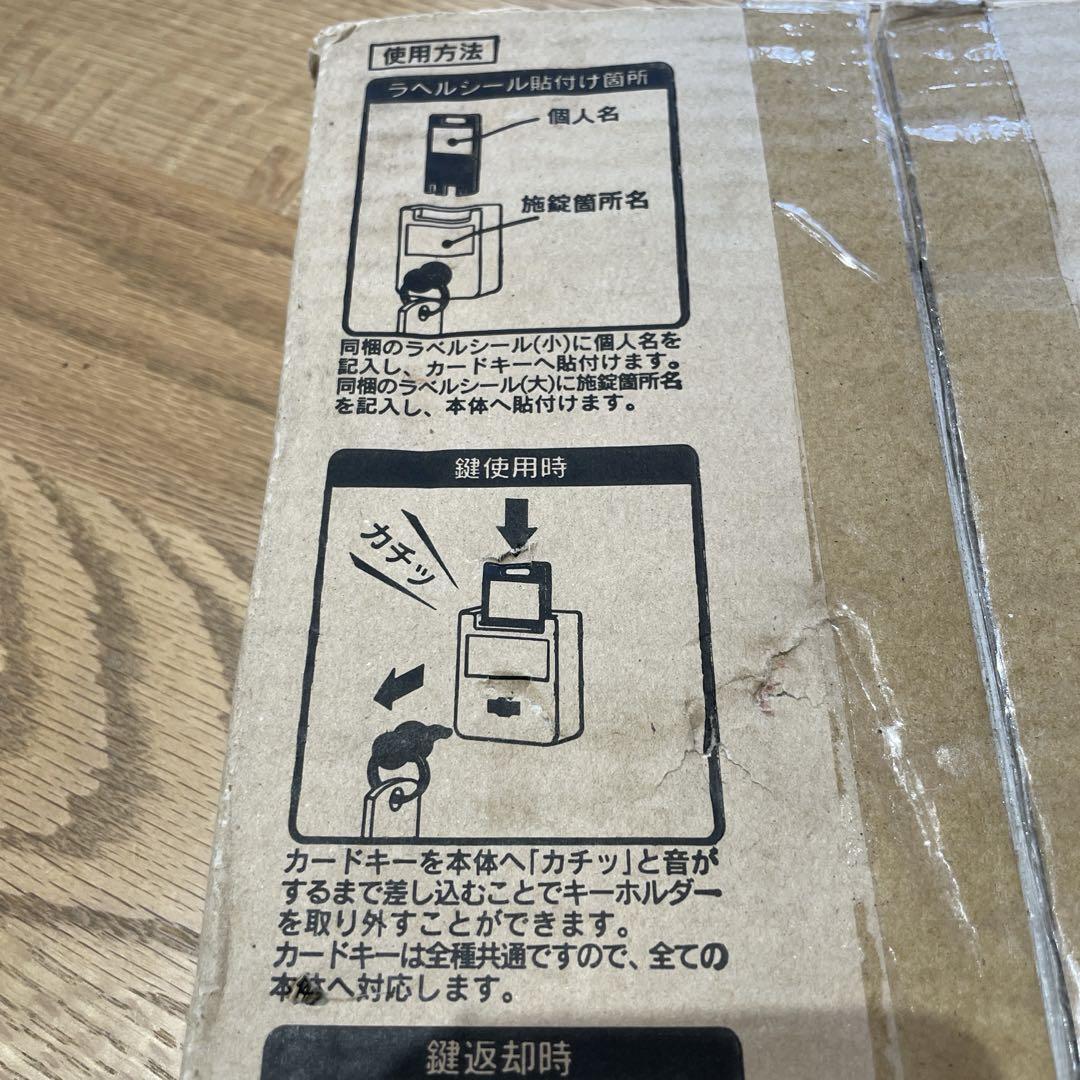 使用方法
ラベルシール貼付け箇所
個人名
施錠箇所名
同梱のラベルシール(小)に個人名を
記入し、カードキーへ貼付けます。
同梱のラベルシール(大)に施錠箇所名
を記入し、本体へ貼付けます。
鍵使用時
カチッ
カードキーを本体へ「カチッ」と音が
するまで差し込むことでキーホルダー
を取り外すことができます。
カードキーは全種共通ですので、全ての
本体へ対応します。
鍵返却時